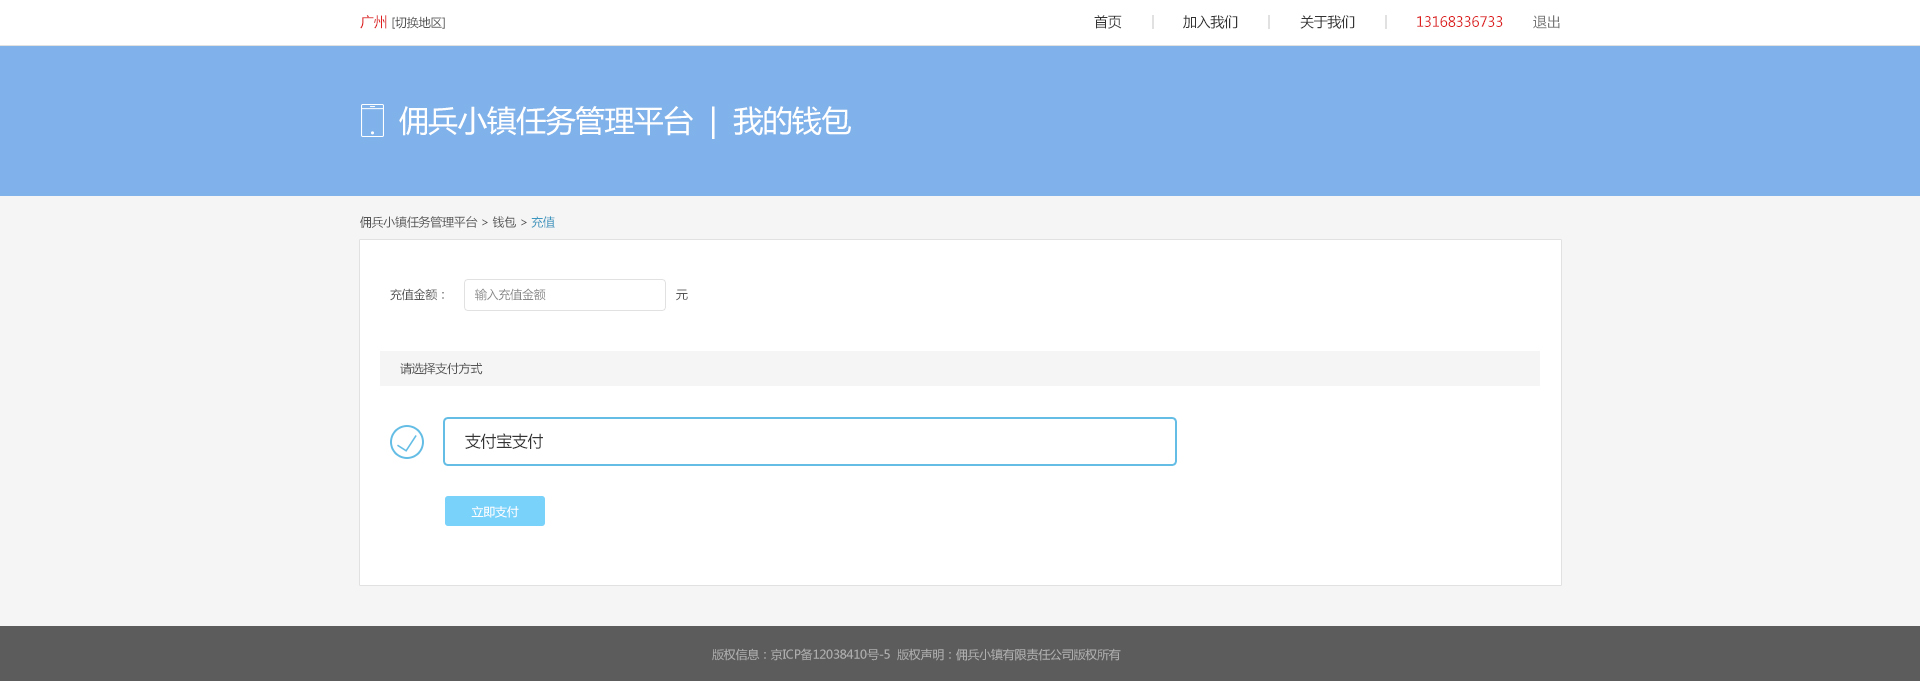 广州 [切换地区]
首页 | 加入我们 | 关于我们 | 13168336733 退出
佣兵小镇任务管理平台 | 我的钱包
佣兵小镇任务管理平台 > 钱包 > 充值
充值金额： 输入充值金额 元
请选择支付方式
支付宝支付
立即支付
版权信息：京ICP备12038410号-5 版权声明：佣兵小镇有限责任公司版权所有